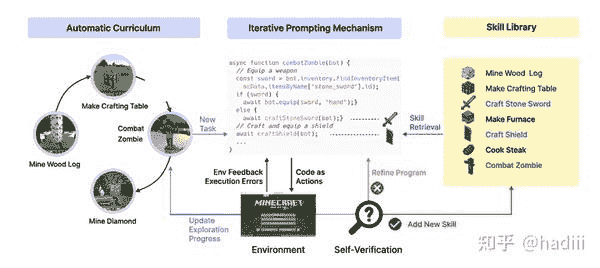 Automatic Curriculum
Iterative Prompting Mechanism
Skill Library
Make Crafting Table
Mine Wood Log
Combat
Zombie
Mine Diamond
New
Task
async function combatZombie(bot) {
// Equip a weapon
const sword = bot.inventory.findInventoryItem(
mcData.itemsByName["stone_sword"].id);
if (sword) {
await bot.equip(sword, "hand");}
else {
await craftStoneSword(bot);}
// Craft and equip a shield
await craftShield(bot);
...
}
Skill
Retrieval
Mine Wood Log
Make Crafting Table
Craft Stone Sword
Make Furnace
Craft Shield
Cook Steak
Combat Zombie
Env Feedback
Execution Errors
Code as
Actions
Refine Program
Update
Exploration
Progress
MINECRAFT
Environment
Self-Verification
Add New Skill
知乎 @hadiii